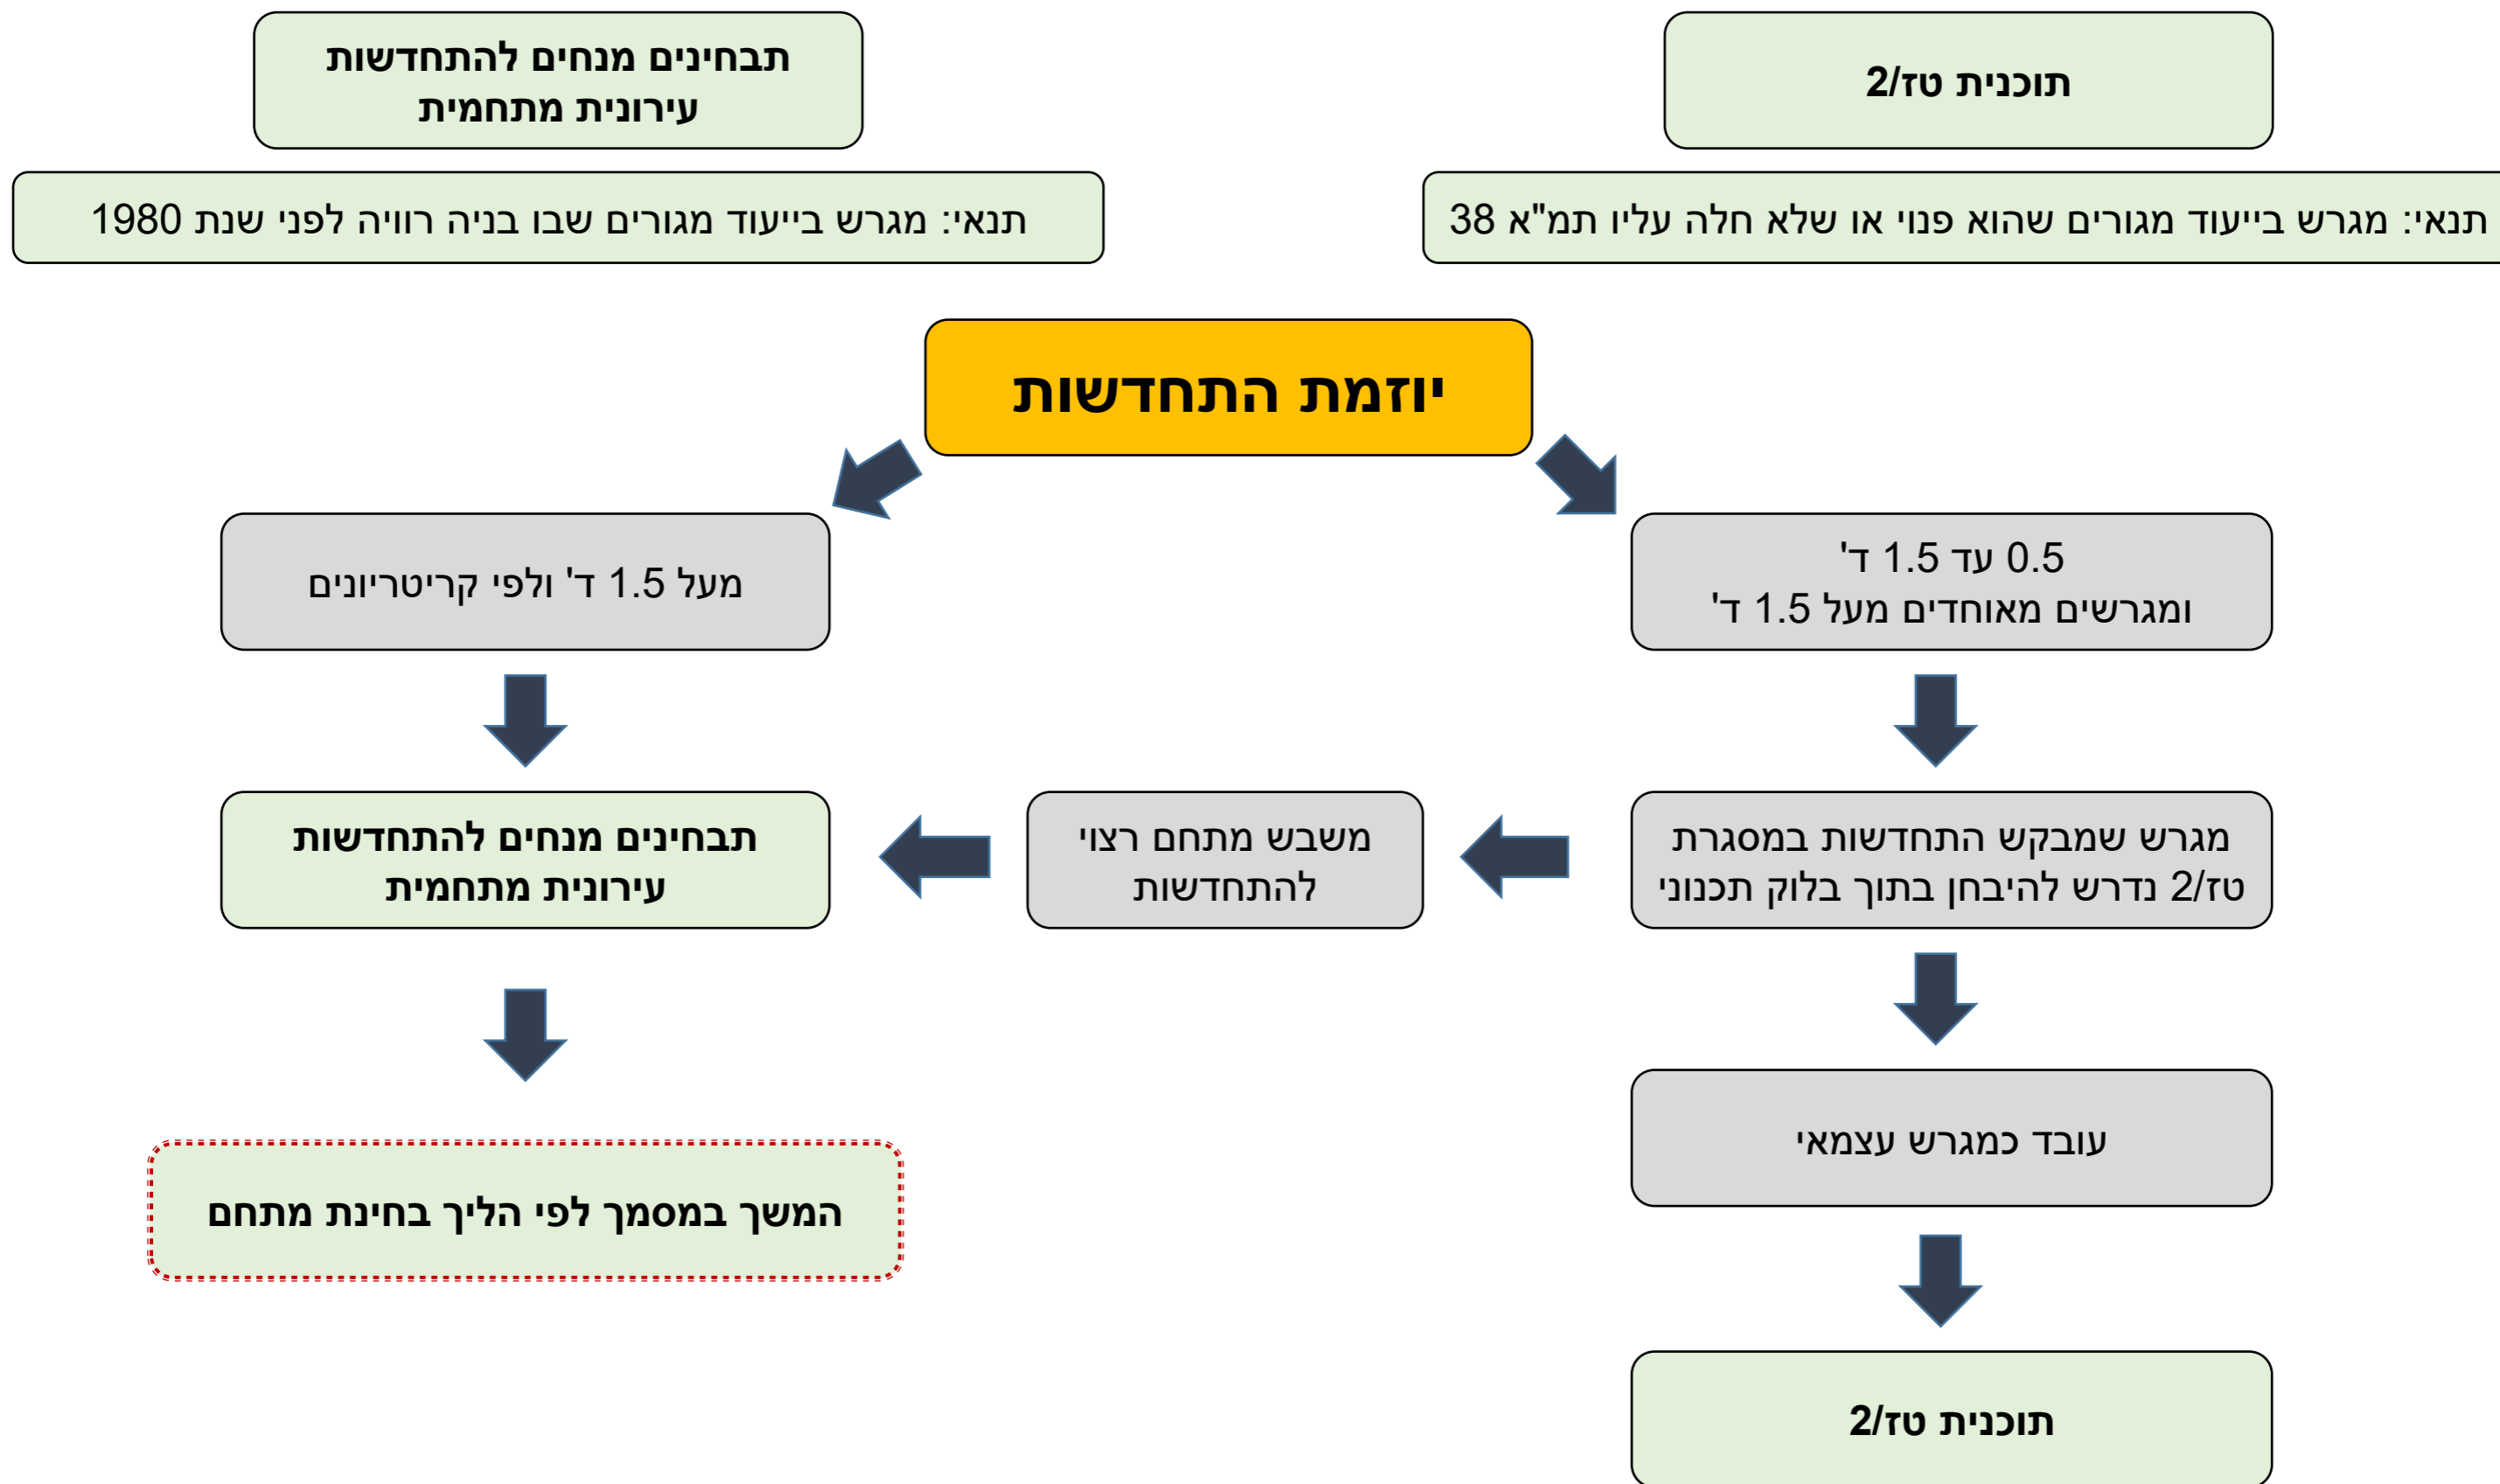 תוכנית טז/2
תבחינים מנחים להתחדשות
עירונית מתחמית
תנאי: מגרש בייעוד מגורים שהוא פנוי או שלא חלה עליו תמ"א 38
תנאי: מגרש בייעוד מגורים שבו בניה רוויה לפני שנת 1980
יוזמת התחדשות
0.5 עד 1.5 ד'
ומגרשים מאוחדים מעל 1.5 ד'
מעל 1.5 ד' ולפי קריטריונים
מגרש שמבקש התחדשות במסגרת
טז/2 נדרש להיבחן בתוך בלוק תכנוני
משבש מתחם רצוי
להתחדשות
תבחינים מנחים להתחדשות
עירונית מתחמית
עובד כמגרש עצמאי
המשך במסמך לפי הליך בחינת מתחם
תוכנית טז/2